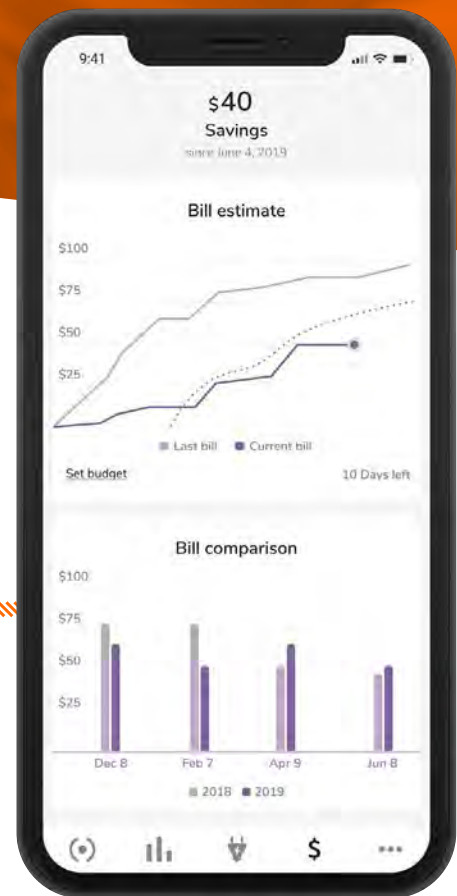 9:41
$40
Savings
since June 4, 2019
Bill estimate
$100
$75
$50
$25
Last bill Current bill
Set budget 10 Days left
Bill comparison
$100
$75
$50
$25
Dec 8 Feb 7 Apr 9 Jun 8
2018 2019
$